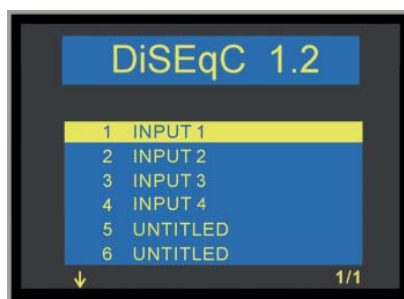 DiSEqC 1.2
1 INPUT 1
2 INPUT 2
3 INPUT 3
4 INPUT 4
5 UNTITLED
6 UNTITLED
↓ 1/1